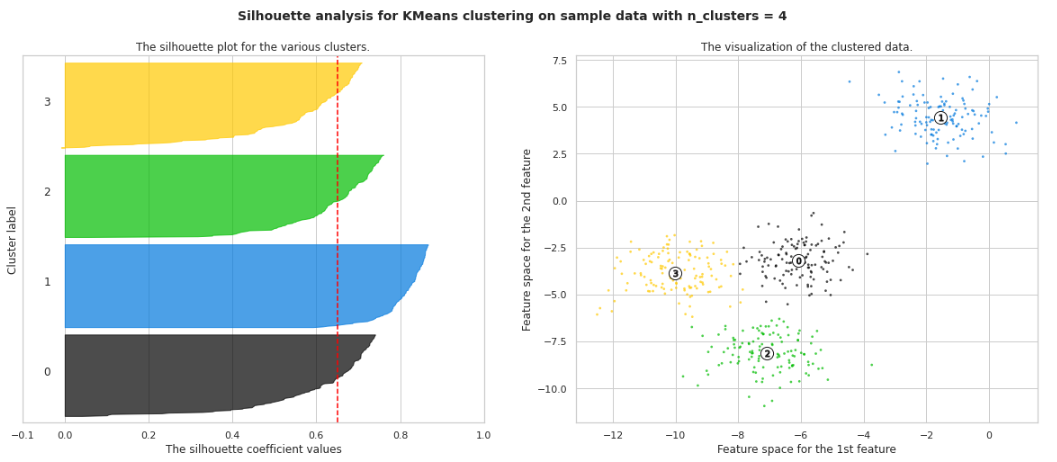 Silhouette analysis for KMeans clustering on sample data with n_clusters = 4
The silhouette plot for the various clusters.
3
2
1
0
Cluster label
−0.1 0.0 0.2 0.4 0.6 0.8 1.0
The silhouette coefficient values
The visualization of the clustered data.
7.5
5.0
2.5
0.0
−2.5
−5.0
−7.5
−10.0
Feature space for the 2nd feature
1
0
3
2
−12 −10 −8 −6 −4 −2 0
Feature space for the 1st feature